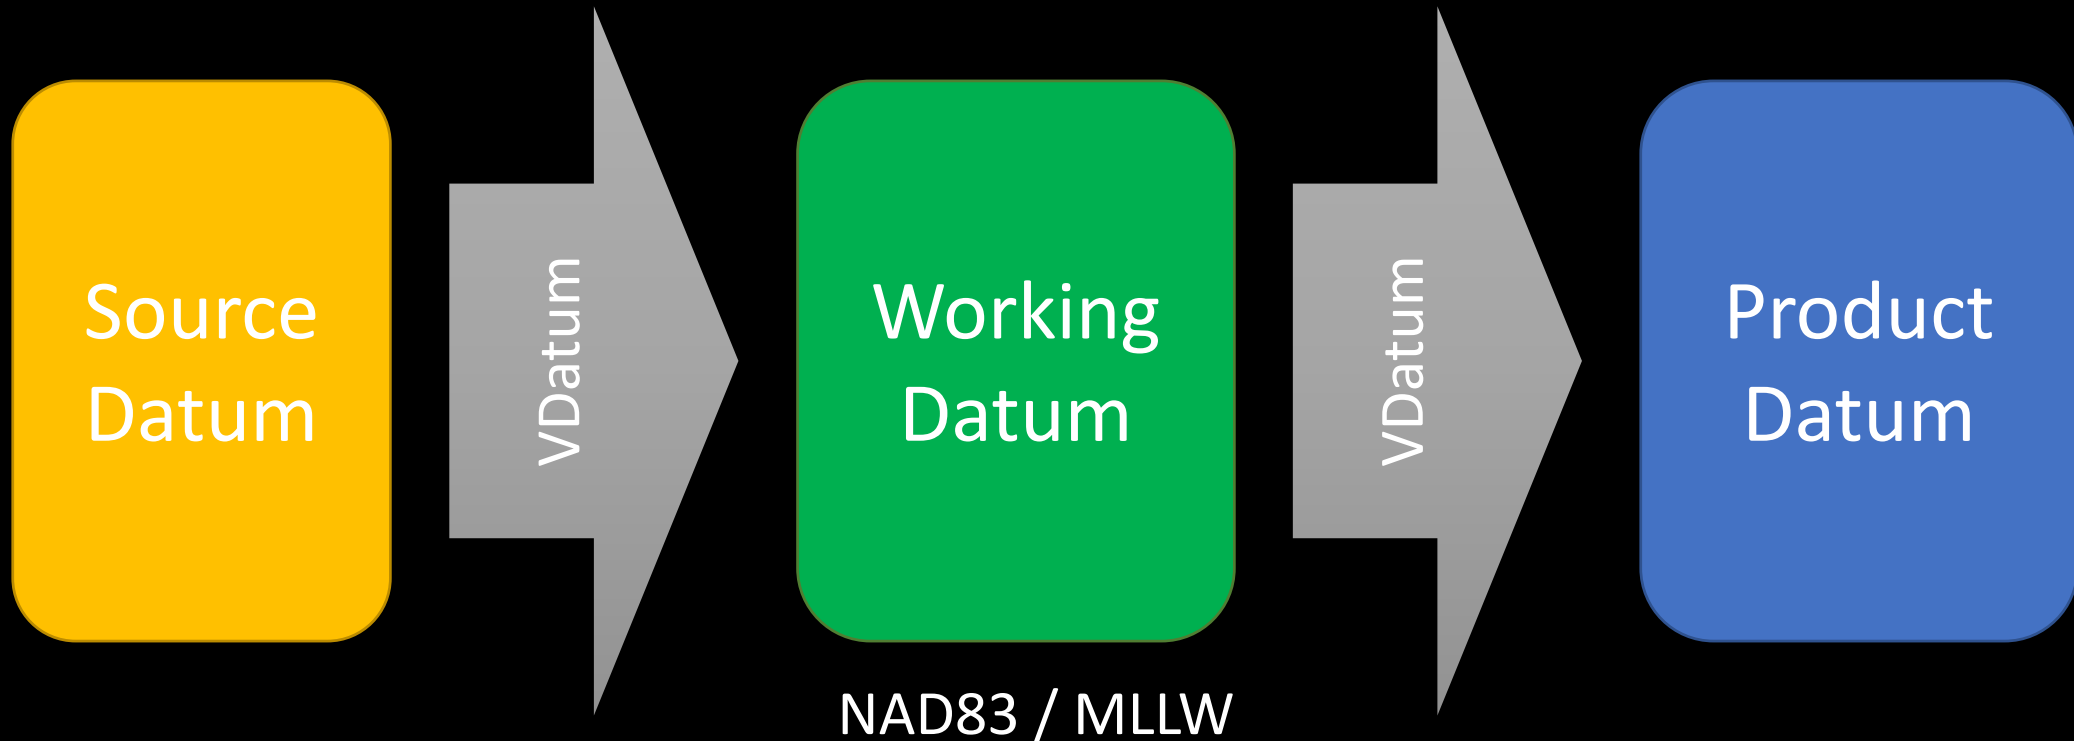 Source
Datum
VDatum
Working
Datum
VDatum
Product
Datum
NAD83 / MLLW